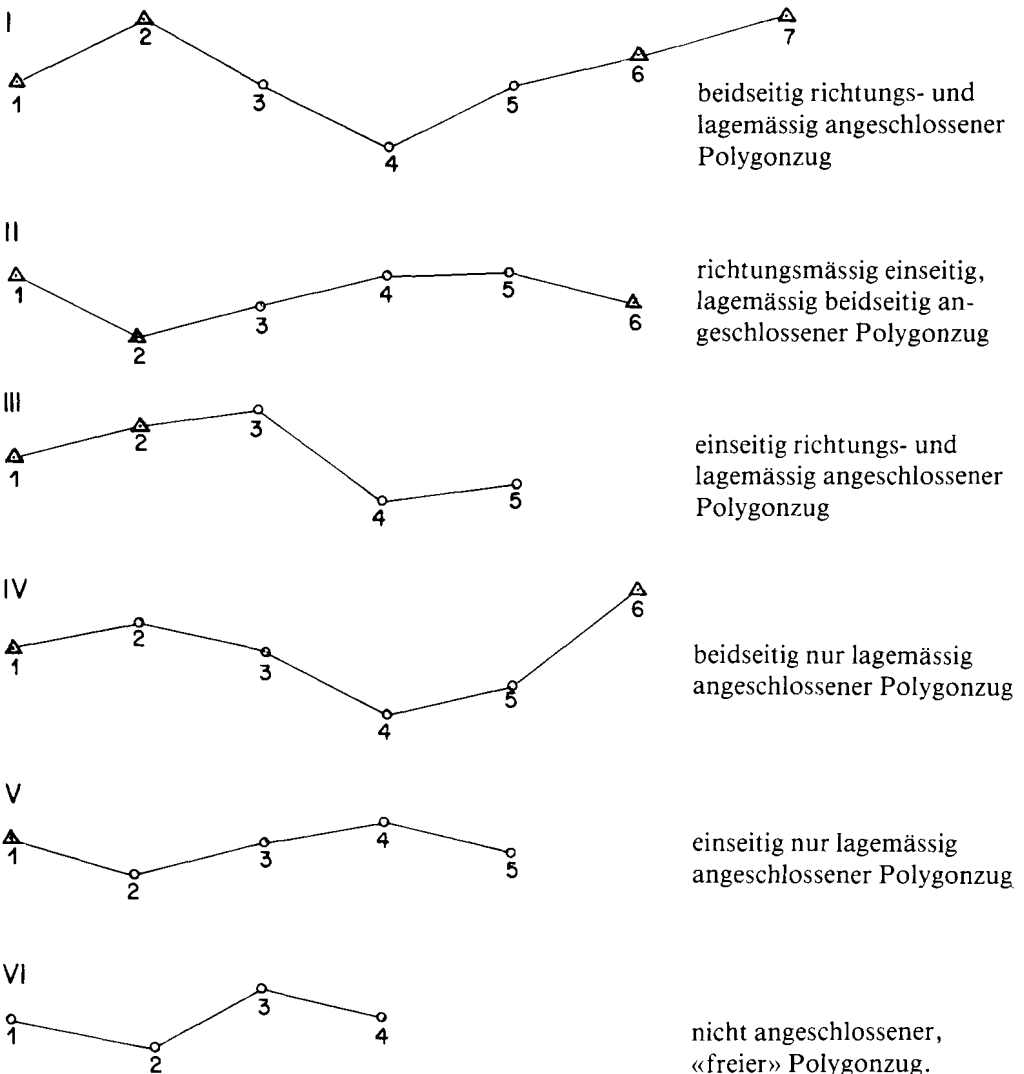 I
1 2 3 4 5 6 7
beidseitig richtungs- und
lagemässig angeschlossener
Polygonzug
II
1 2 3 4 5 6
richtungsmässig einseitig,
lagemässig beidseitig an-
geschlossener Polygonzug
III
1 2 3 4 5
einseitig richtungs- und
lagemässig angeschlossener
Polygonzug
IV
1 2 3 4 5 6
beidseitig nur lagemässig
angeschlossener Polygonzug
V
1 2 3 4 5
einseitig nur lagemässig
angeschlossener Polygonzug
VI
1 2 3 4
nicht angeschlossener,
«freier» Polygonzug.